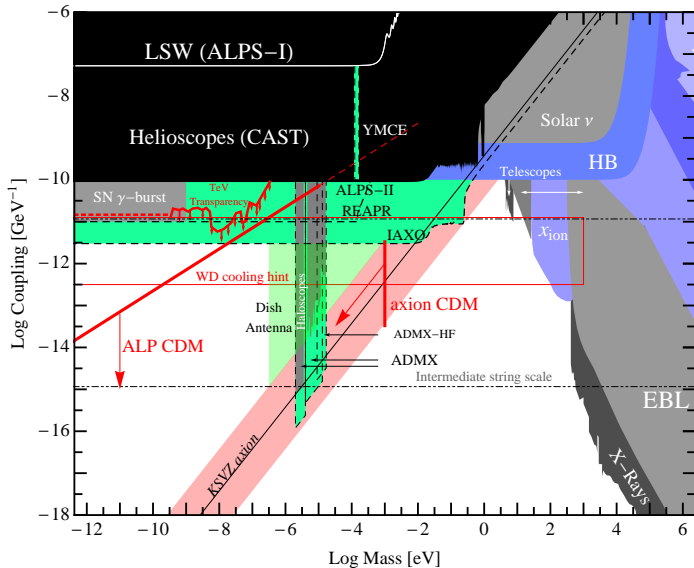 -6
-8
-10
-12
-14
-16
-18
Log Coupling [GeV⁻¹]
LSW (ALPS-I)
Helioscopes (CAST)
YMCE
Solar ν
HB
Telescopes
SN γ-burst
TeV
Transparency
ALPS-II
/
REAPR
IAXO
x_ion
WD cooling hint
Dish
Antenna
Haloscopes
axion CDM
ADMX-HF
ADMX
ALP CDM
Intermediate string scale
EBL
X-Rays
KSVZ axion
-12
-10
-8
-6
-4
-2
0
2
4
6
Log Mass [eV]